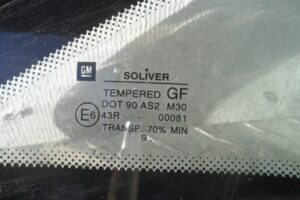 GM
SOLIVER
TEMPERED GF
DOT 90 AS2 M30
E6 43R - 00081
TRANSP. 70% MIN
9